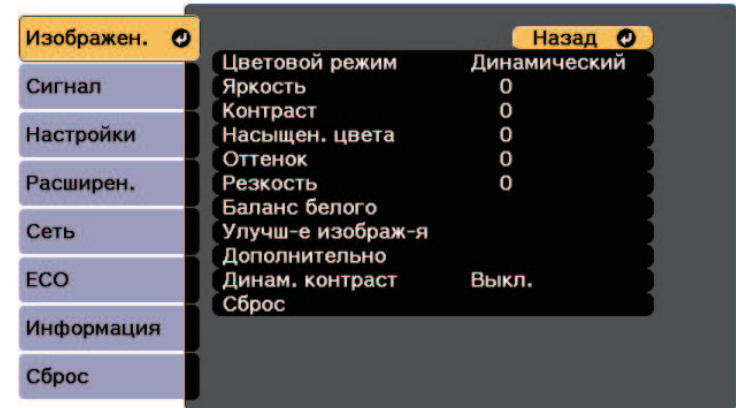 Изображен.
Сигнал
Настройки
Расширен.
Сеть
ECO
Информация
Сброс
Назад
Цветовой режим Динамический
Яркость 0
Контраст 0
Насыщен. цвета 0
Оттенок 0
Резкость 0
Баланс белого
Улучш-е изображ-я
Дополнительно
Динам. контраст Выкл.
Сброс